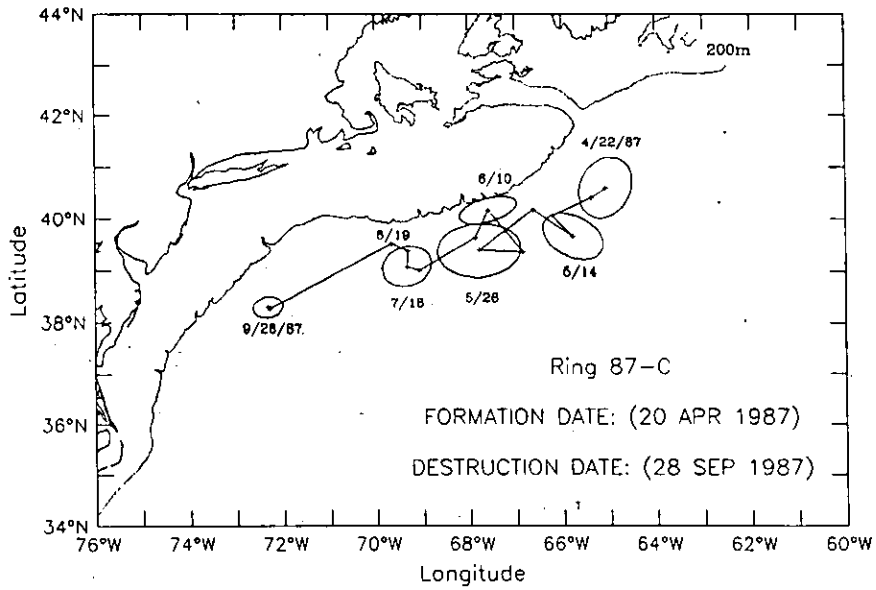 44°N
42°N
40°N
38°N
36°N
34°N
Latitude
200m
4/22/87
6/10
8/19
7/18
5/26
6/14
9/28/87
Ring 87-C
FORMATION DATE: (20 APR 1987)
DESTRUCTION DATE: (28 SEP 1987)
76°W 74°W 72°W 70°W 68°W 66°W 64°W 62°W 60°W
Longitude